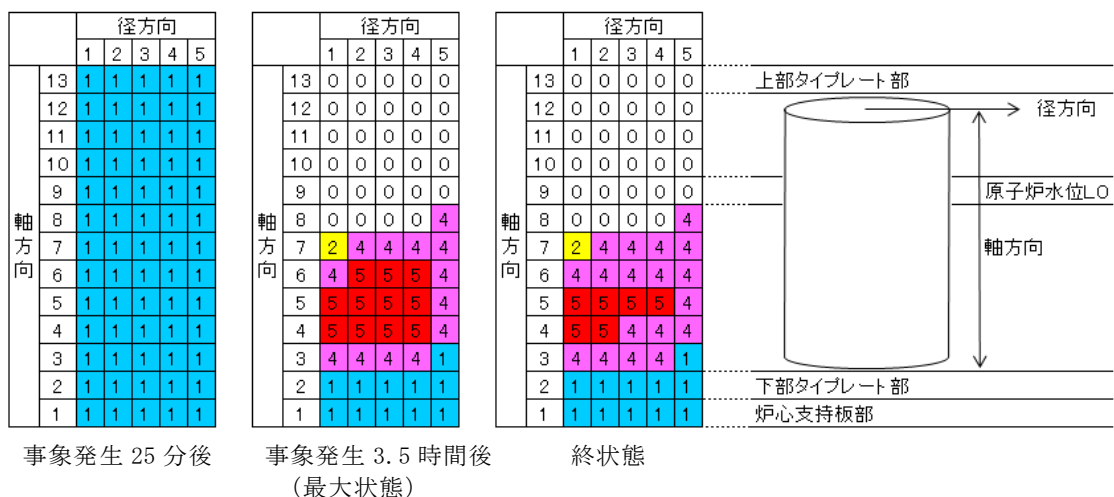 径方向 径方向 径方向
1 2 3 4 5 1 2 3 4 5 1 2 3 4 5
13 1 1 1 1 1 13 0 0 0 0 0 13 0 0 0 0 0 上部タイプレート部
12 1 1 1 1 1 12 0 0 0 0 0 12 0 0 0 0 0 径方向
11 1 1 1 1 1 11 0 0 0 0 0 11 0 0 0 0 0
10 1 1 1 1 1 10 0 0 0 0 0 10 0 0 0 0 0
9 1 1 1 1 1 9 0 0 0 0 0 9 0 0 0 0 0 原子炉水位L0
軸方向 8 1 1 1 1 1 軸方向 8 0 0 0 0 4 軸方向 8 0 0 0 0 4
7 1 1 1 1 1 7 2 4 4 4 4 7 2 4 4 4 4 軸方向
6 1 1 1 1 1 6 4 5 5 5 4 6 4 4 4 4 4
5 1 1 1 1 1 5 5 5 5 5 4 5 5 5 5 5 4
4 1 1 1 1 1 4 5 5 5 5 4 4 5 5 4 4 4
3 1 1 1 1 1 3 4 4 4 4 1 3 4 4 4 4 1
2 1 1 1 1 1 2 1 1 1 1 1 2 1 1 1 1 1 下部タイプレート部
1 1 1 1 1 1 1 1 1 1 1 1 1 1 1 1 1 1 炉心支持板部
事象発生 25 分後 事象発生 3.5 時間後 終状態
（最大状態）